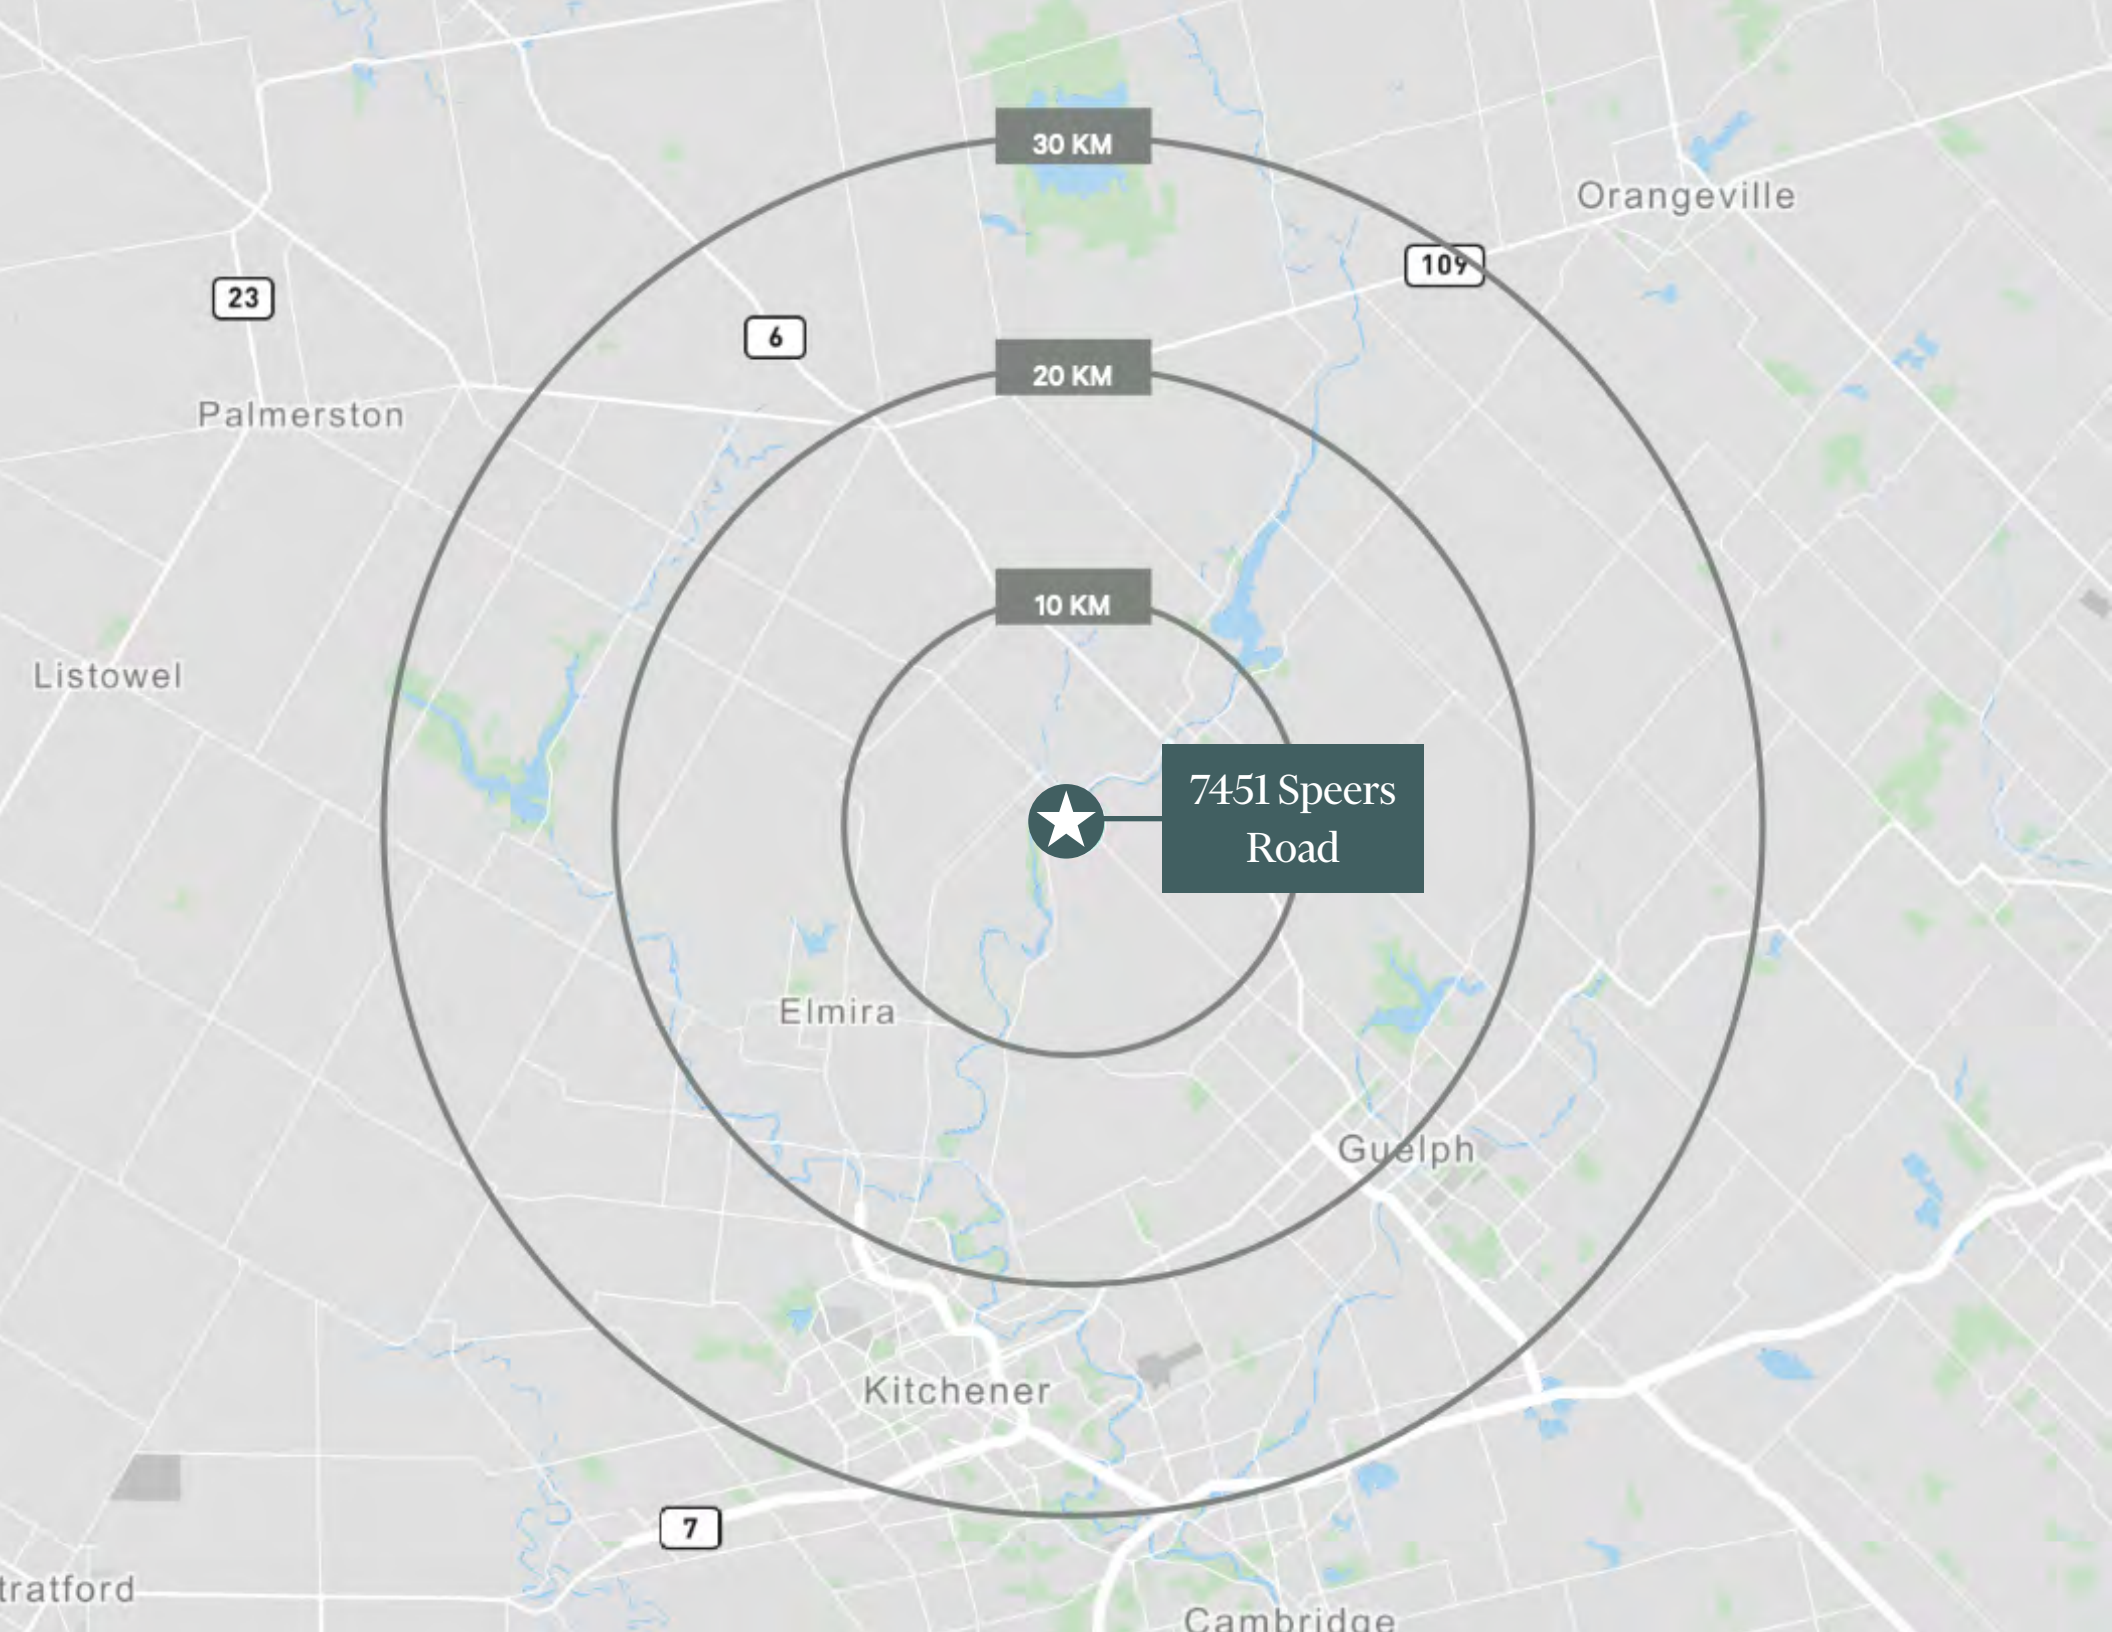 30 KM
Orangeville
109
23
6
20 KM
Palmerston
10 KM
Listowel
7451 Speers
Road
Elmira
Guelph
Kitchener
7
tratford
Cambridge